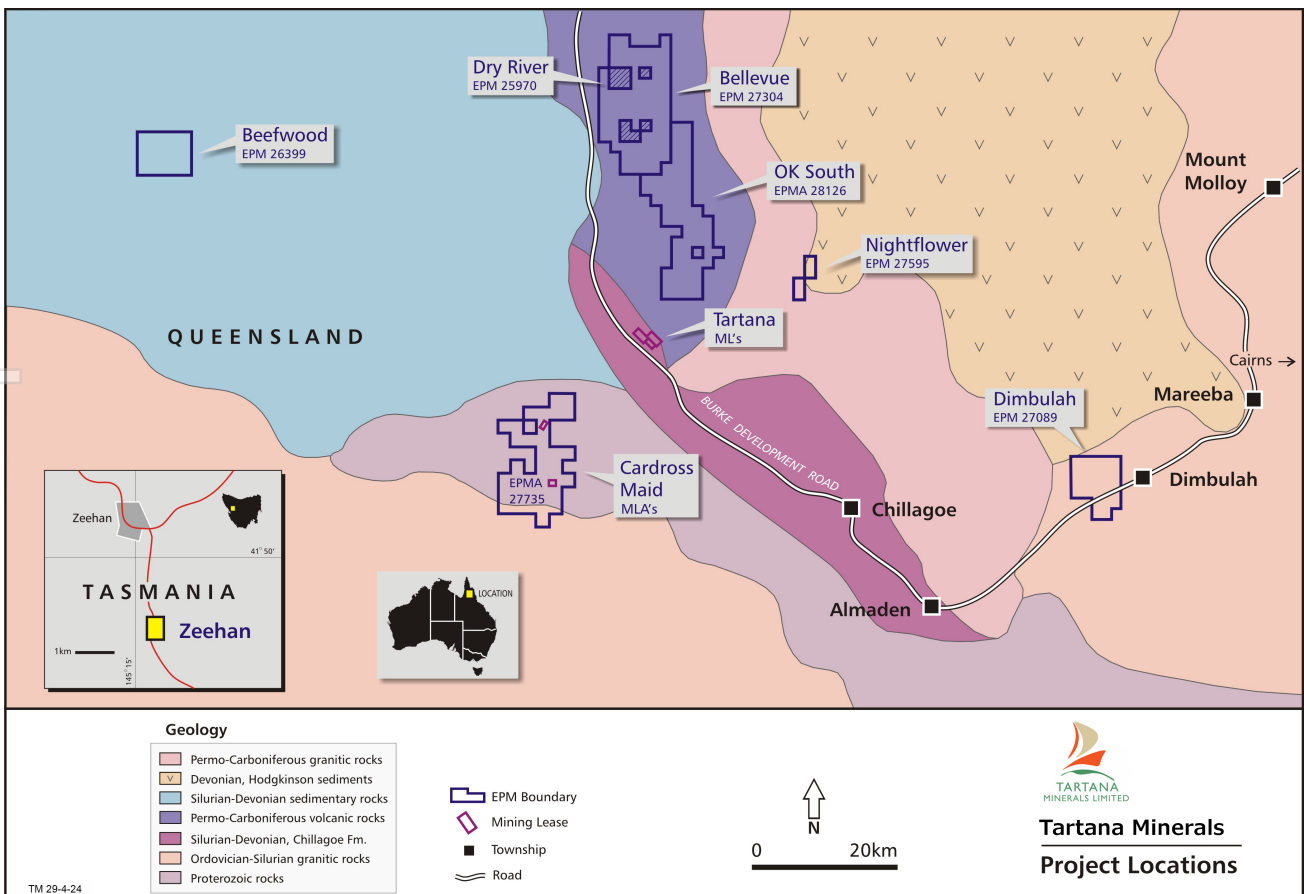 Dry River
EPM 25970
Bellevue
EPM 27304
Beefwood
EPM 26399
Mount
Molloy
OK South
EPMA 28126
Nightflower
EPM 27595
Tartana
ML's
QUEENSLAND
Cairns
Mareeba
Dimbulah
EPM 27089
BURKE DEVELOPMENT ROAD
Cardross
Maid
MLA's
EPMA
27735
Dimbulah
Chillagoe
Almaden
Zeehan
41° 50'
TASMANIA
Zeehan
1km
145° 15'
LOCATION
Geology
Permo-Carboniferous granitic rocks
Devonian, Hodgkinson sediments
Silurian-Devonian sedimentary rocks
Permo-Carboniferous volcanic rocks
Silurian-Devonian, Chillagoe Fm.
Ordovician-Silurian granitic rocks
Proterozoic rocks
EPM Boundary
Mining Lease
Township
Road
N
0 20km
TARTANA
MINERALS LIMITED
Tartana Minerals
Project Locations
TM 29-4-24